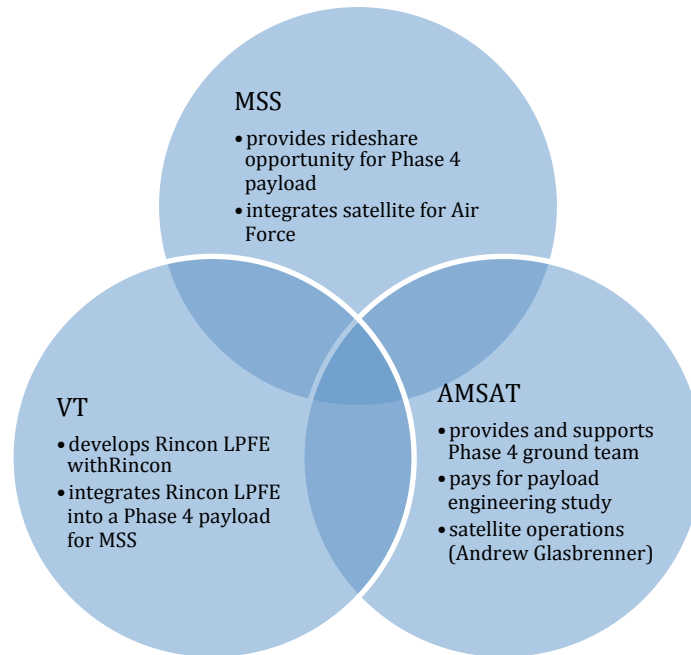 MSS
• provides rideshare
opportunity for Phase 4
payload
• integrates satellite for Air
Force
VT
• develops Rincon LPFE
withRincon
• integrates Rincon LPFE
into a Phase 4 payload
for MSS
AMSAT
• provides and supports
Phase 4 ground team
• pays for payload
engineering study
• satellite operations
(Andrew Glasbrenner)